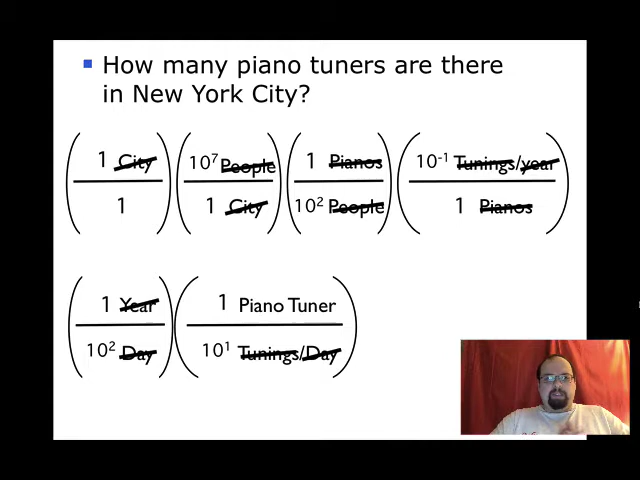 How many piano tuners are there
in New York City?
1 City 10⁷ People 1 Pianos 10⁻¹ Tunings/year
1 1 City 10² People 1 Pianos
1 Year 1 Piano Tuner
10² Day 10¹ Tunings/Day